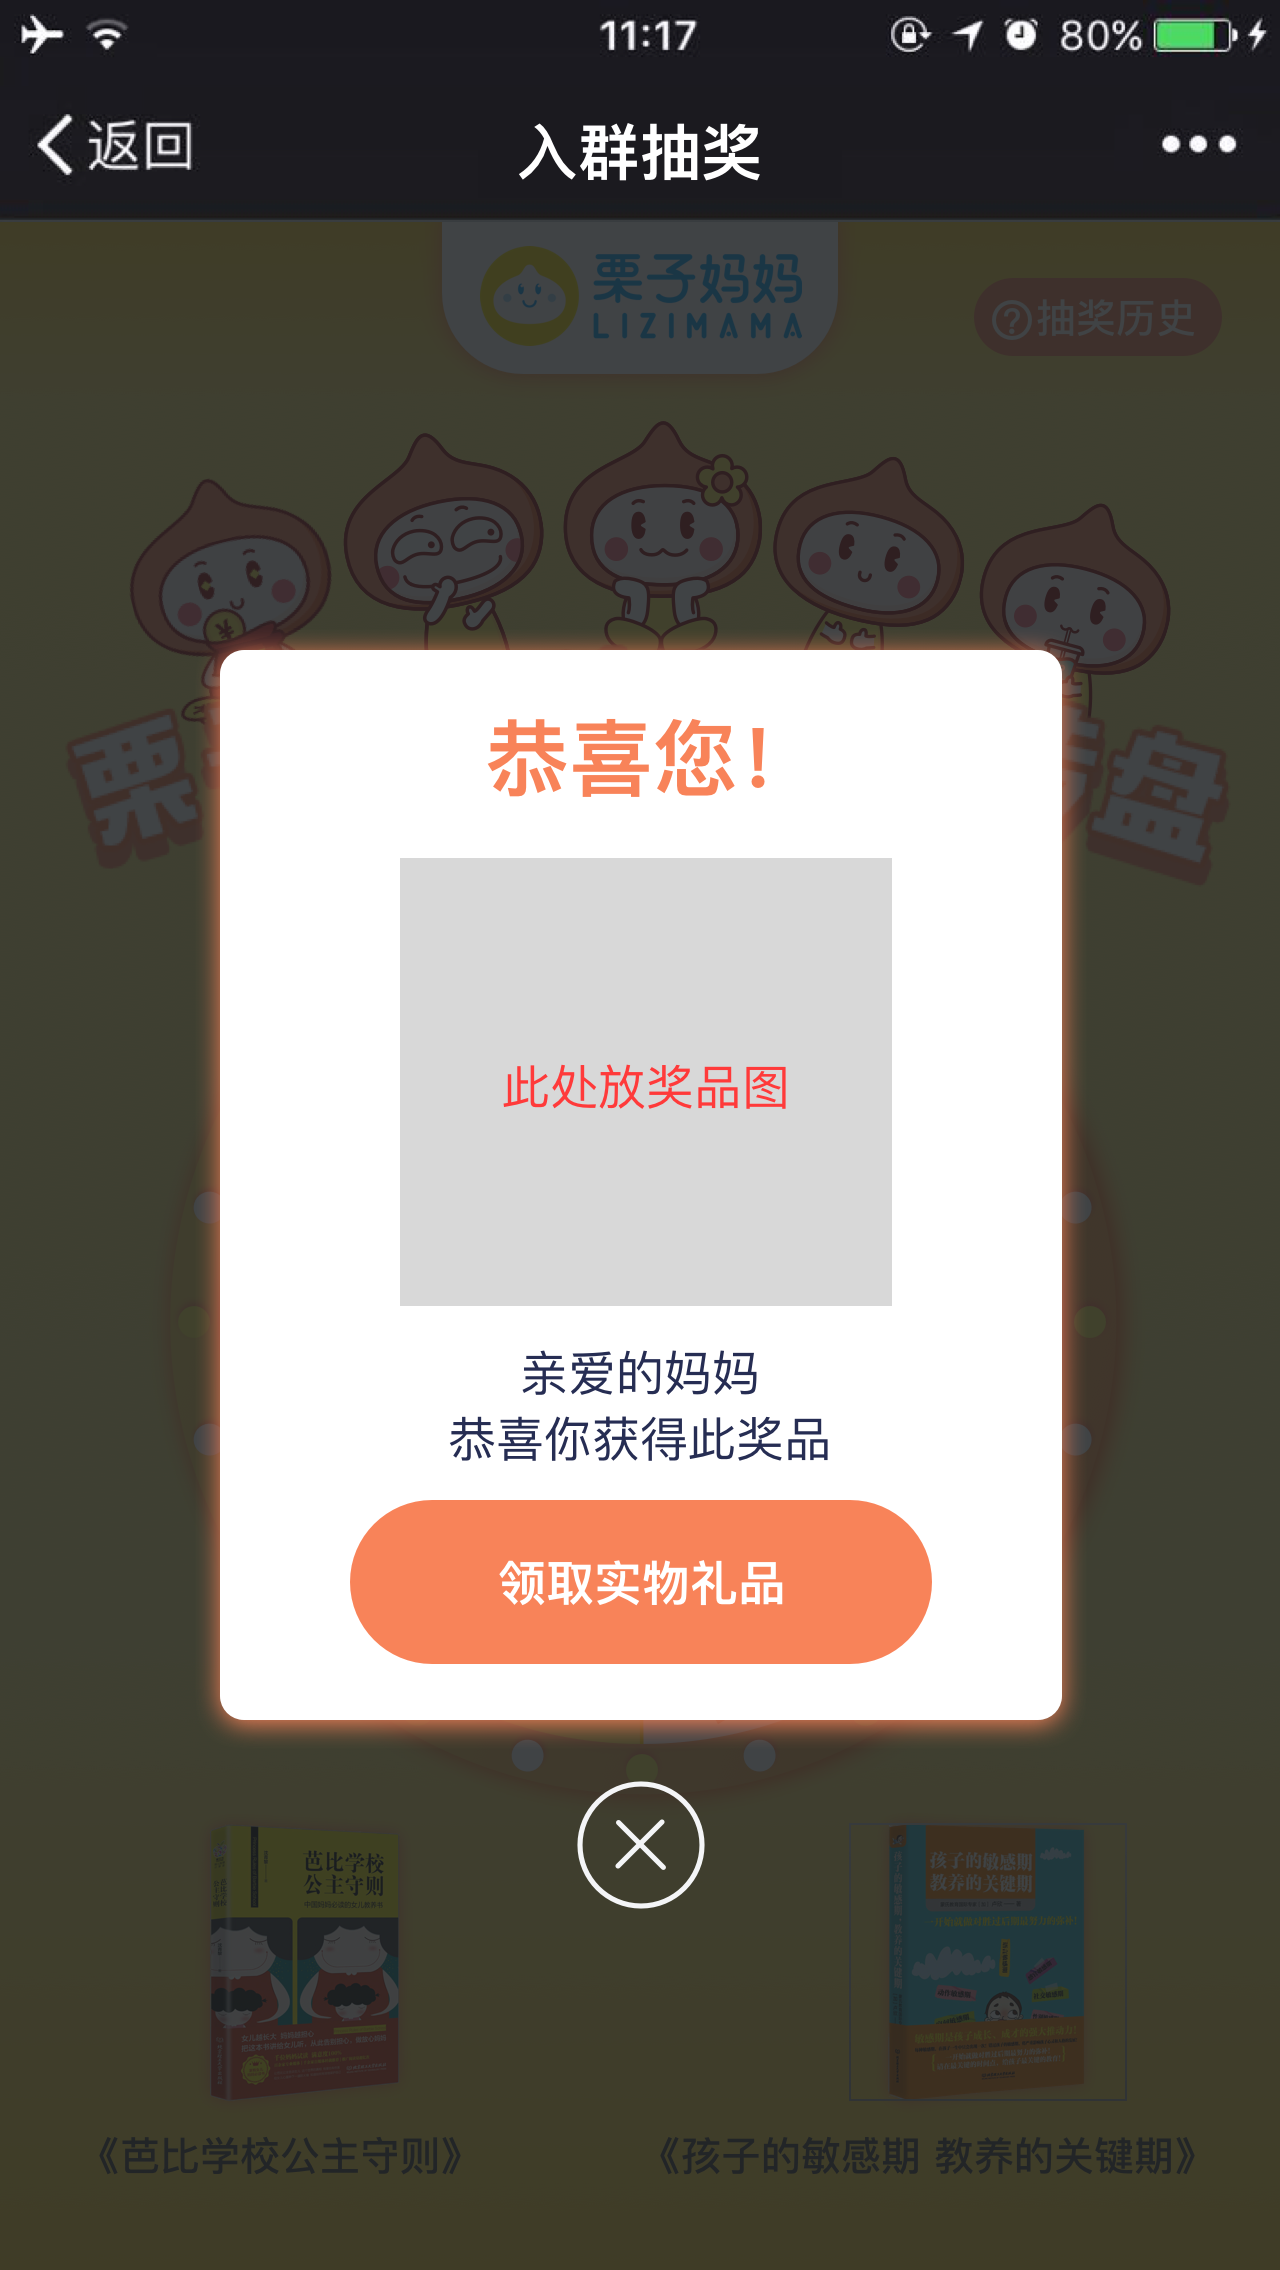 11:17
80%
返回
入群抽奖
栗子妈妈
LIZIMAMA
抽奖历史
栗
盘
恭喜您！
此处放奖品图
亲爱的妈妈
恭喜你获得此奖品
领取实物礼品
芭比学校
公主守则
孩子的敏感期
教养的关键期
《芭比学校公主守则》
《孩子的敏感期 教养的关键期》